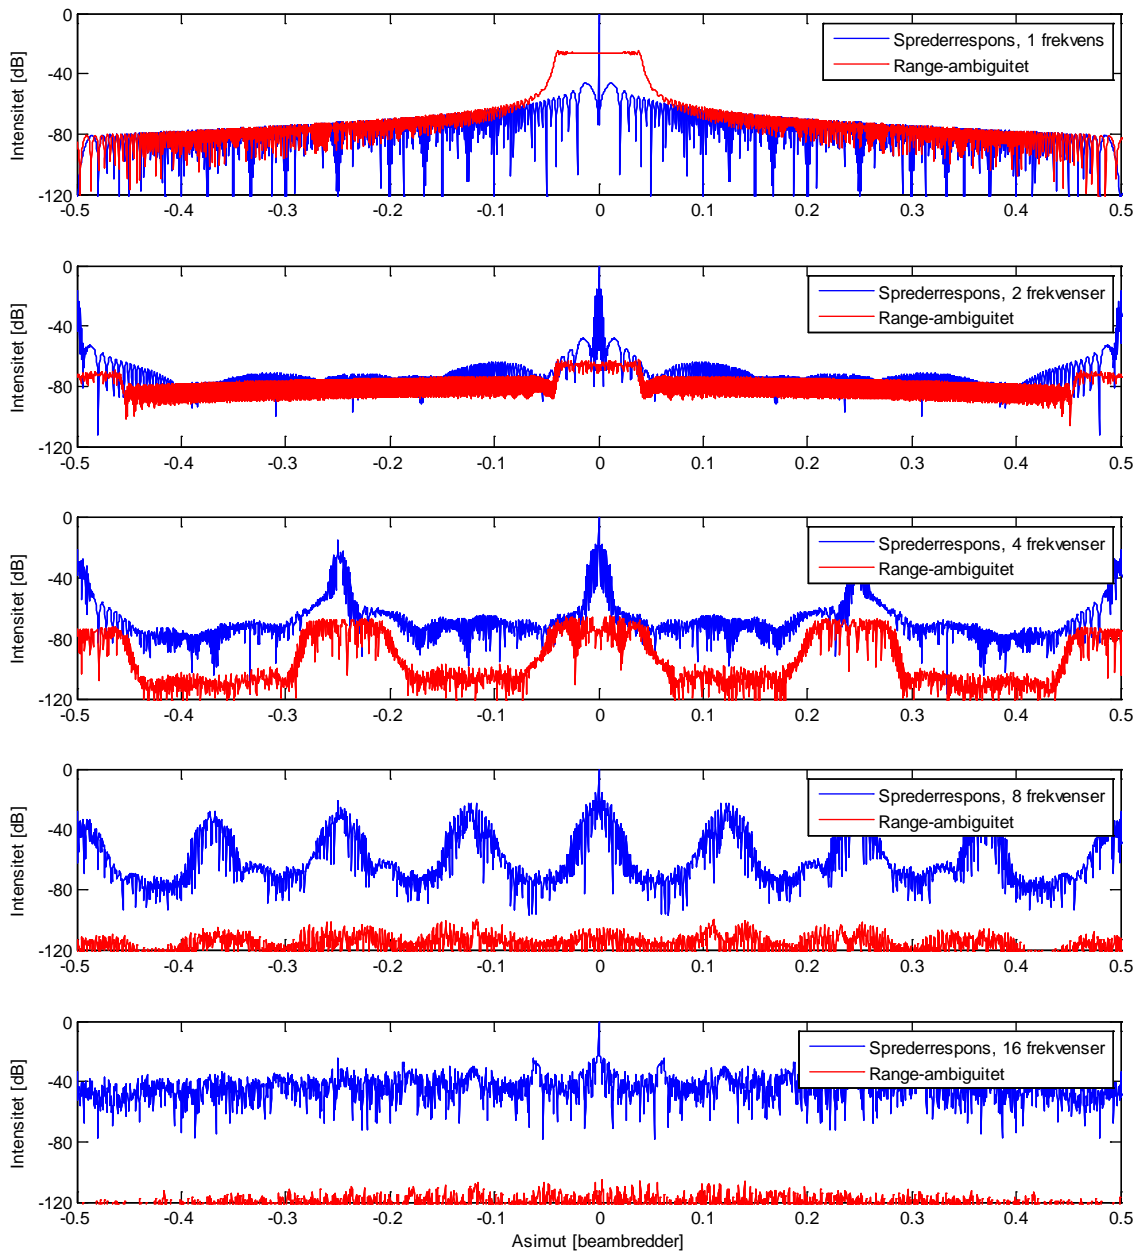 0
-40
-80
-120
Intensitet [dB]
Sprederrespons, 1 frekvens
Range-ambiguitet
-0.5 -0.4 -0.3 -0.2 -0.1 0 0.1 0.2 0.3 0.4 0.5
0
-40
-80
-120
Intensitet [dB]
Sprederrespons, 2 frekvenser
Range-ambiguitet
-0.5 -0.4 -0.3 -0.2 -0.1 0 0.1 0.2 0.3 0.4 0.5
0
-40
-80
-120
Intensitet [dB]
Sprederrespons, 4 frekvenser
Range-ambiguitet
-0.5 -0.4 -0.3 -0.2 -0.1 0 0.1 0.2 0.3 0.4 0.5
0
-40
-80
-120
Intensitet [dB]
Sprederrespons, 8 frekvenser
Range-ambiguitet
-0.5 -0.4 -0.3 -0.2 -0.1 0 0.1 0.2 0.3 0.4 0.5
0
-40
-80
-120
Intensitet [dB]
Sprederrespons, 16 frekvenser
Range-ambiguitet
-0.5 -0.4 -0.3 -0.2 -0.1 0 0.1 0.2 0.3 0.4 0.5
Asimut [beambredder]